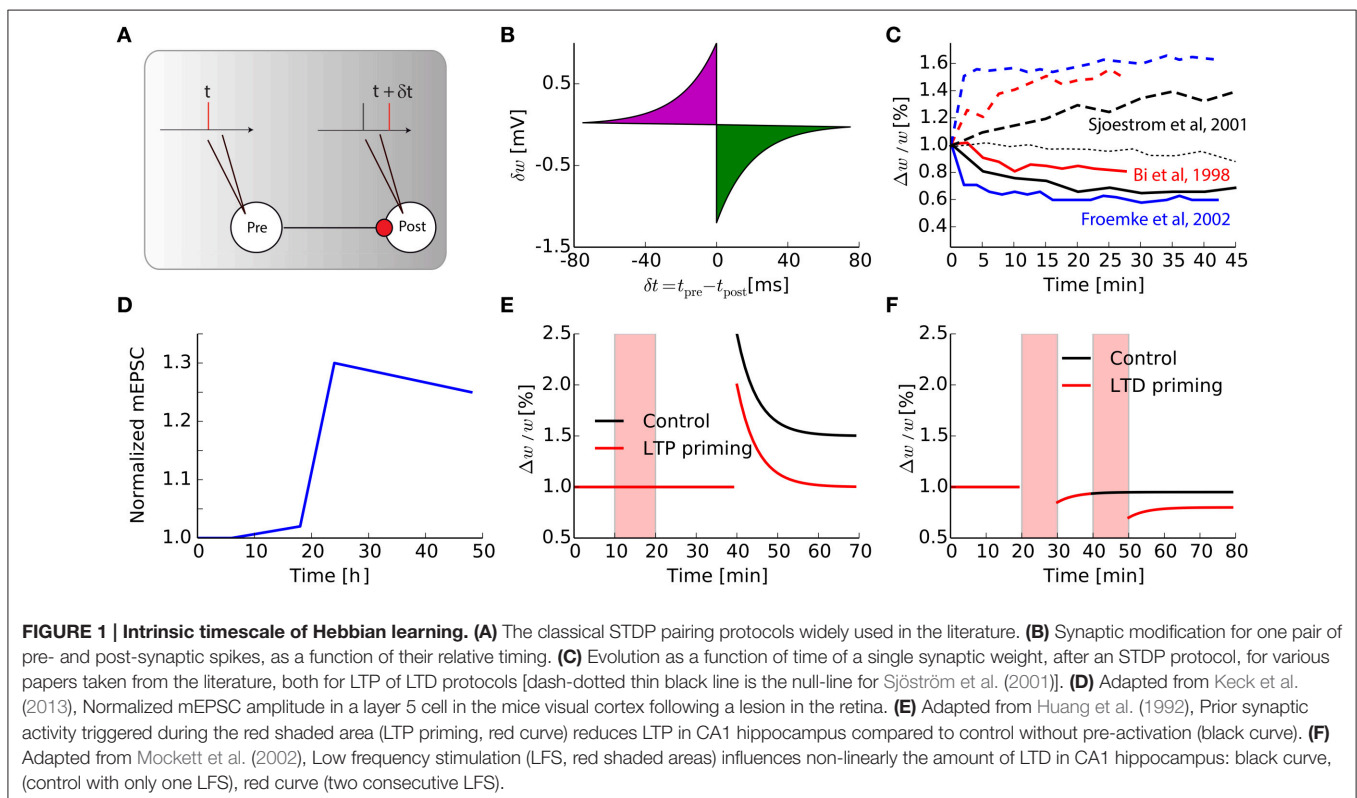 A
t
t + δt
Pre
Post
B
0.5
-0.5
-1.5
δw [mV]
-80
-40
0
40
80
δt = t_pre − t_post [ms]
C
1.6
1.4
1.2
1.0
0.8
0.6
0.4
Δw / w [%]
Sjoestrom et al, 2001
Bi et al, 1998
Froemke et al, 2002
0
5
10
15
20
25
30
35
40
45
Time [min]
D
1.3
1.2
1.1
1.0
Normalized mEPSC
0
10
20
30
40
50
Time [h]
E
2.5
2.0
1.5
1.0
0.5
Δw / w [%]
Control
LTP priming
0
10
20
30
40
50
60
70
Time [min]
F
2.5
2.0
1.5
1.0
0.5
Δw / w [%]
Control
LTD priming
0
10
20
30
40
50
60
70
80
Time [min]
FIGURE 1 | Intrinsic timescale of Hebbian learning. (A) The classical STDP pairing protocols widely used in the literature. (B) Synaptic modification for one pair of
pre- and post-synaptic spikes, as a function of their relative timing. (C) Evolution as a function of time of a single synaptic weight, after an STDP protocol, for various
papers taken from the literature, both for LTP of LTD protocols [dash-dotted thin black line is the null-line for Sjöström et al. (2001)]. (D) Adapted from Keck et al.
(2013), Normalized mEPSC amplitude in a layer 5 cell in the mice visual cortex following a lesion in the retina. (E) Adapted from Huang et al. (1992), Prior synaptic
activity triggered during the red shaded area (LTP priming, red curve) reduces LTP in CA1 hippocampus compared to control without pre-activation (black curve). (F)
Adapted from Mockett et al. (2002), Low frequency stimulation (LFS, red shaded areas) influences non-linearly the amount of LTD in CA1 hippocampus: black curve,
(control with only one LFS), red curve (two consecutive LFS).